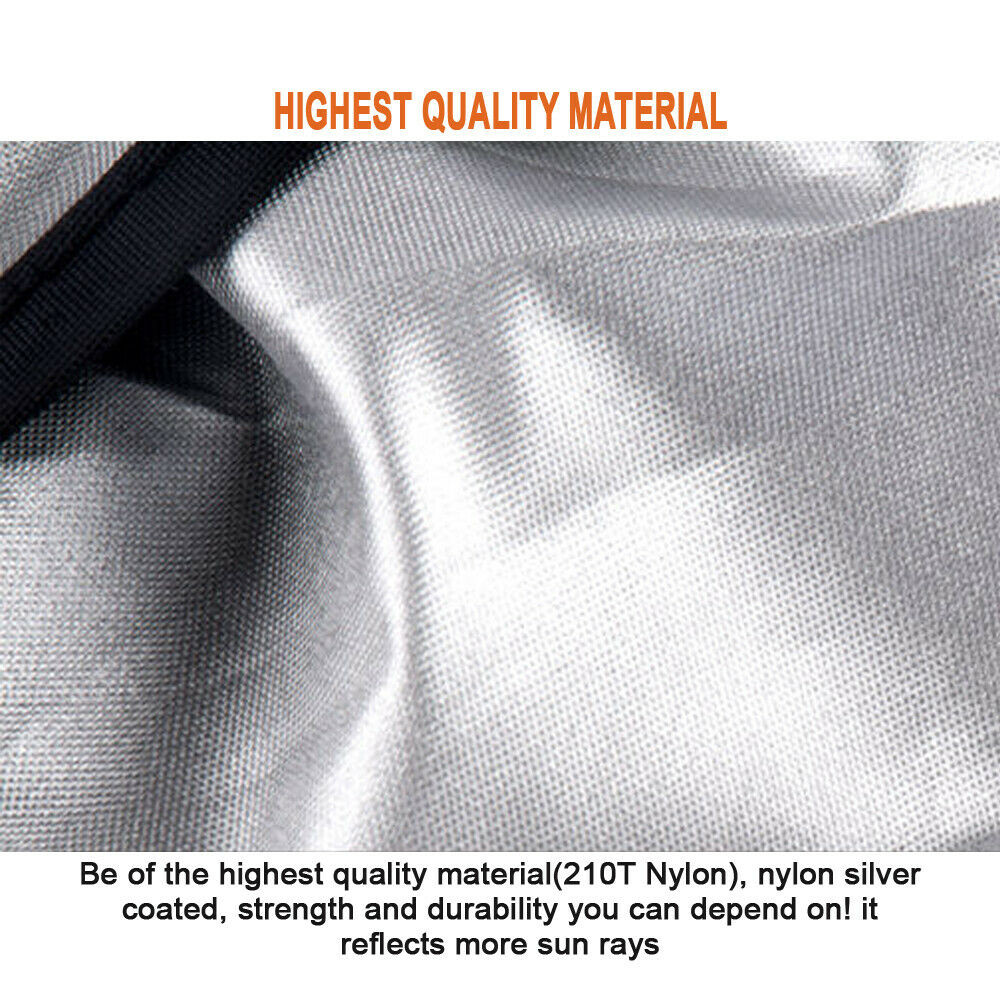 HIGHEST QUALITY MATERIAL
Be of the highest quality material(210T Nylon), nylon silver
coated, strength and durability you can depend on! it
reflects more sun rays